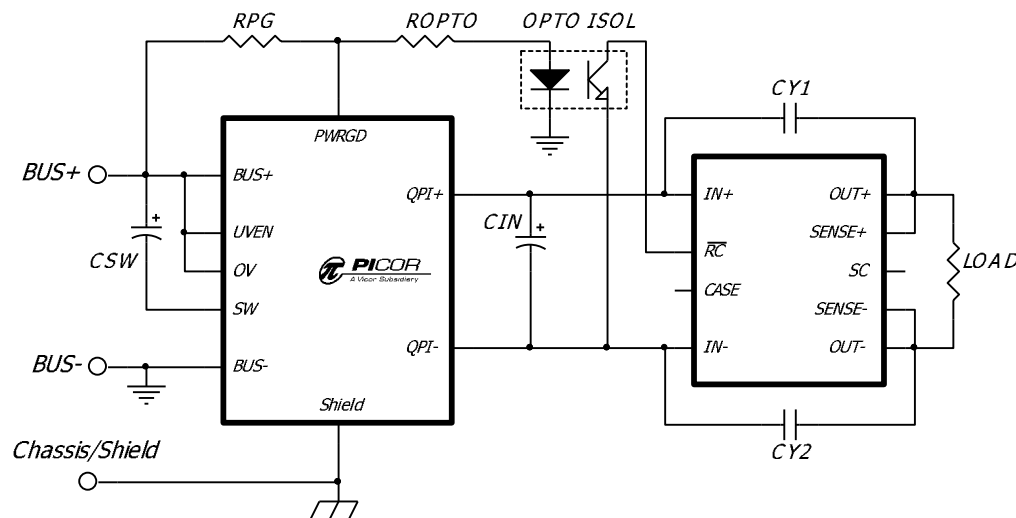 RPG
ROPTO
OPTO ISOL
CY1
PWRGD
BUS+
BUS+
QPI+
IN+
OUT+
CIN
UVEN
SENSE+
CSW
PICOR
A Vicor Subsidiary
RC
OV
SC
LOAD
CASE
SW
SENSE-
QPI-
IN-
OUT-
BUS-
BUS-
Shield
Chassis/Shield
CY2